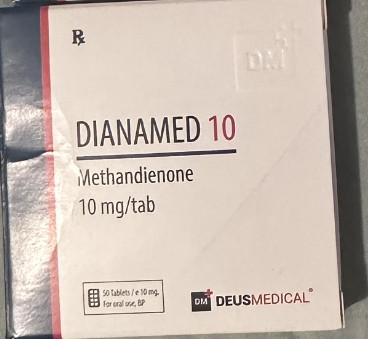 ℞
DM
DIANAMED 10
Methandienone
10 mg/tab
50 Tablets / e 10 mg.
For oral use, BP
DM DEUSMEDICAL®